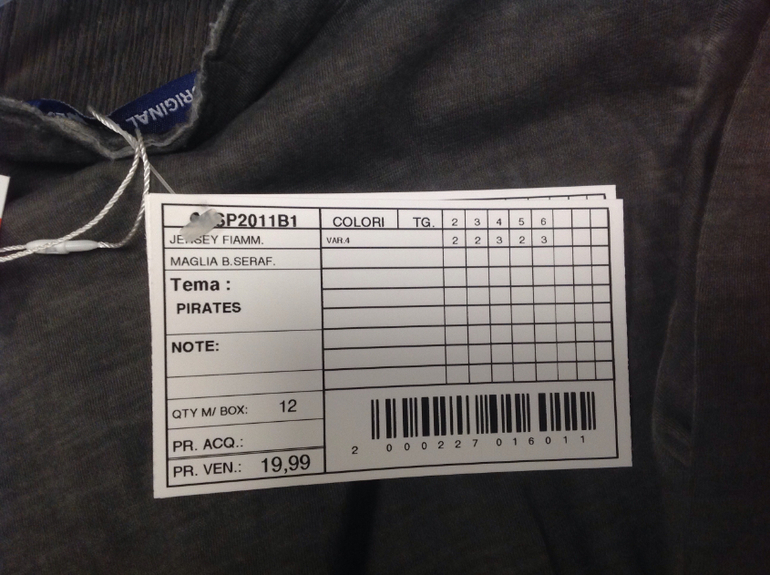 ORIGINAL
COLORI TG. 2 3 4 5 6
JERSEY FIAMM. VAR.4 2 2 3 2 3
MAGLIA B.SERAF.
Tema :
PIRATES
NOTE:
QTY M/ BOX: 12
PR. ACQ.:
PR. VEN.: 19,99
2 000227 016011